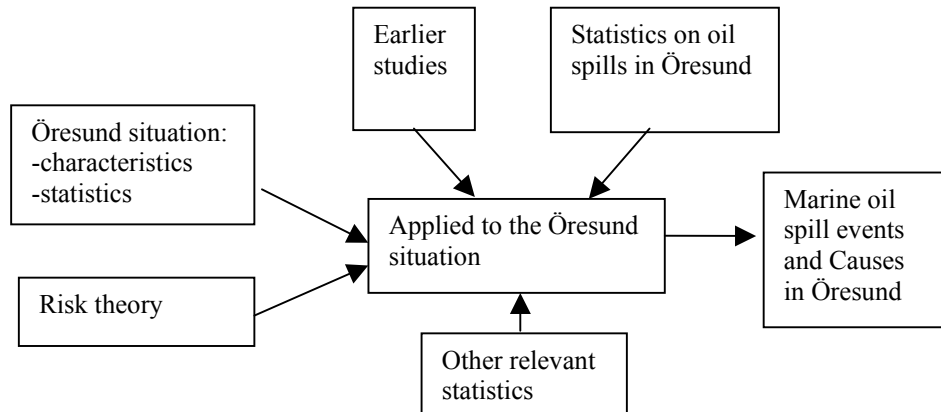 Earlier
studies
Statistics on oil
spills in Öresund
Öresund situation:
-characteristics
-statistics
Applied to the Öresund
situation
Marine oil
spill events
and Causes
in Öresund
Risk theory
Other relevant
statistics